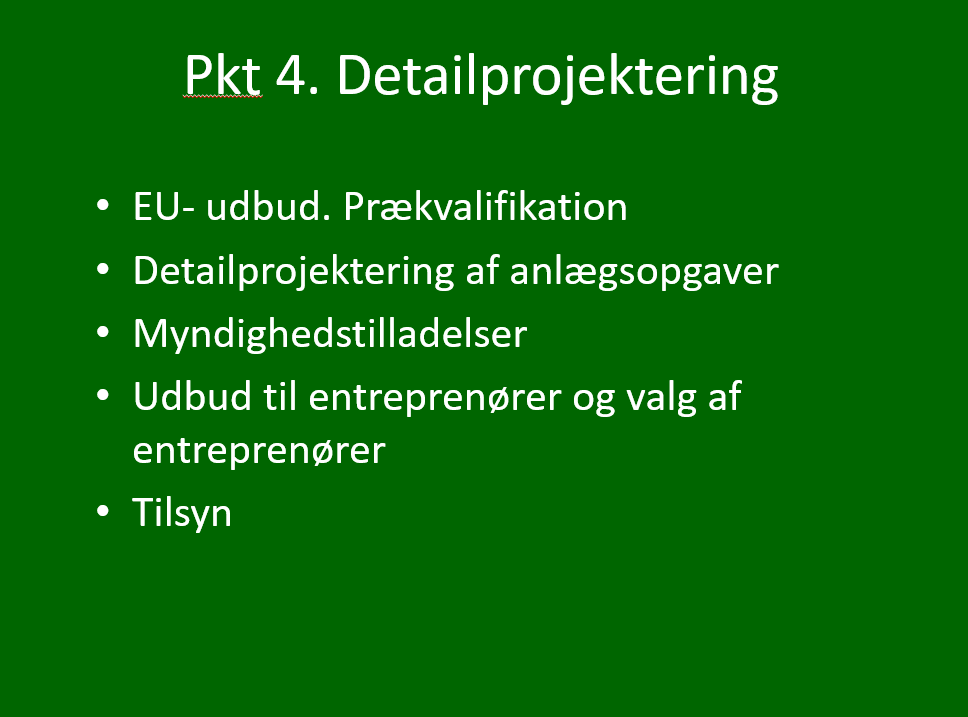 Pkt 4. Detailprojektering
• EU- udbud. Prækvalifikation
• Detailprojektering af anlægsopgaver
• Myndighedstilladelser
• Udbud til entreprenører og valg af
entreprenører
• Tilsyn